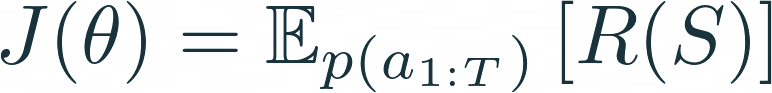 J(θ) = 𝔼_{p(a_{1:T})} [R(S)]